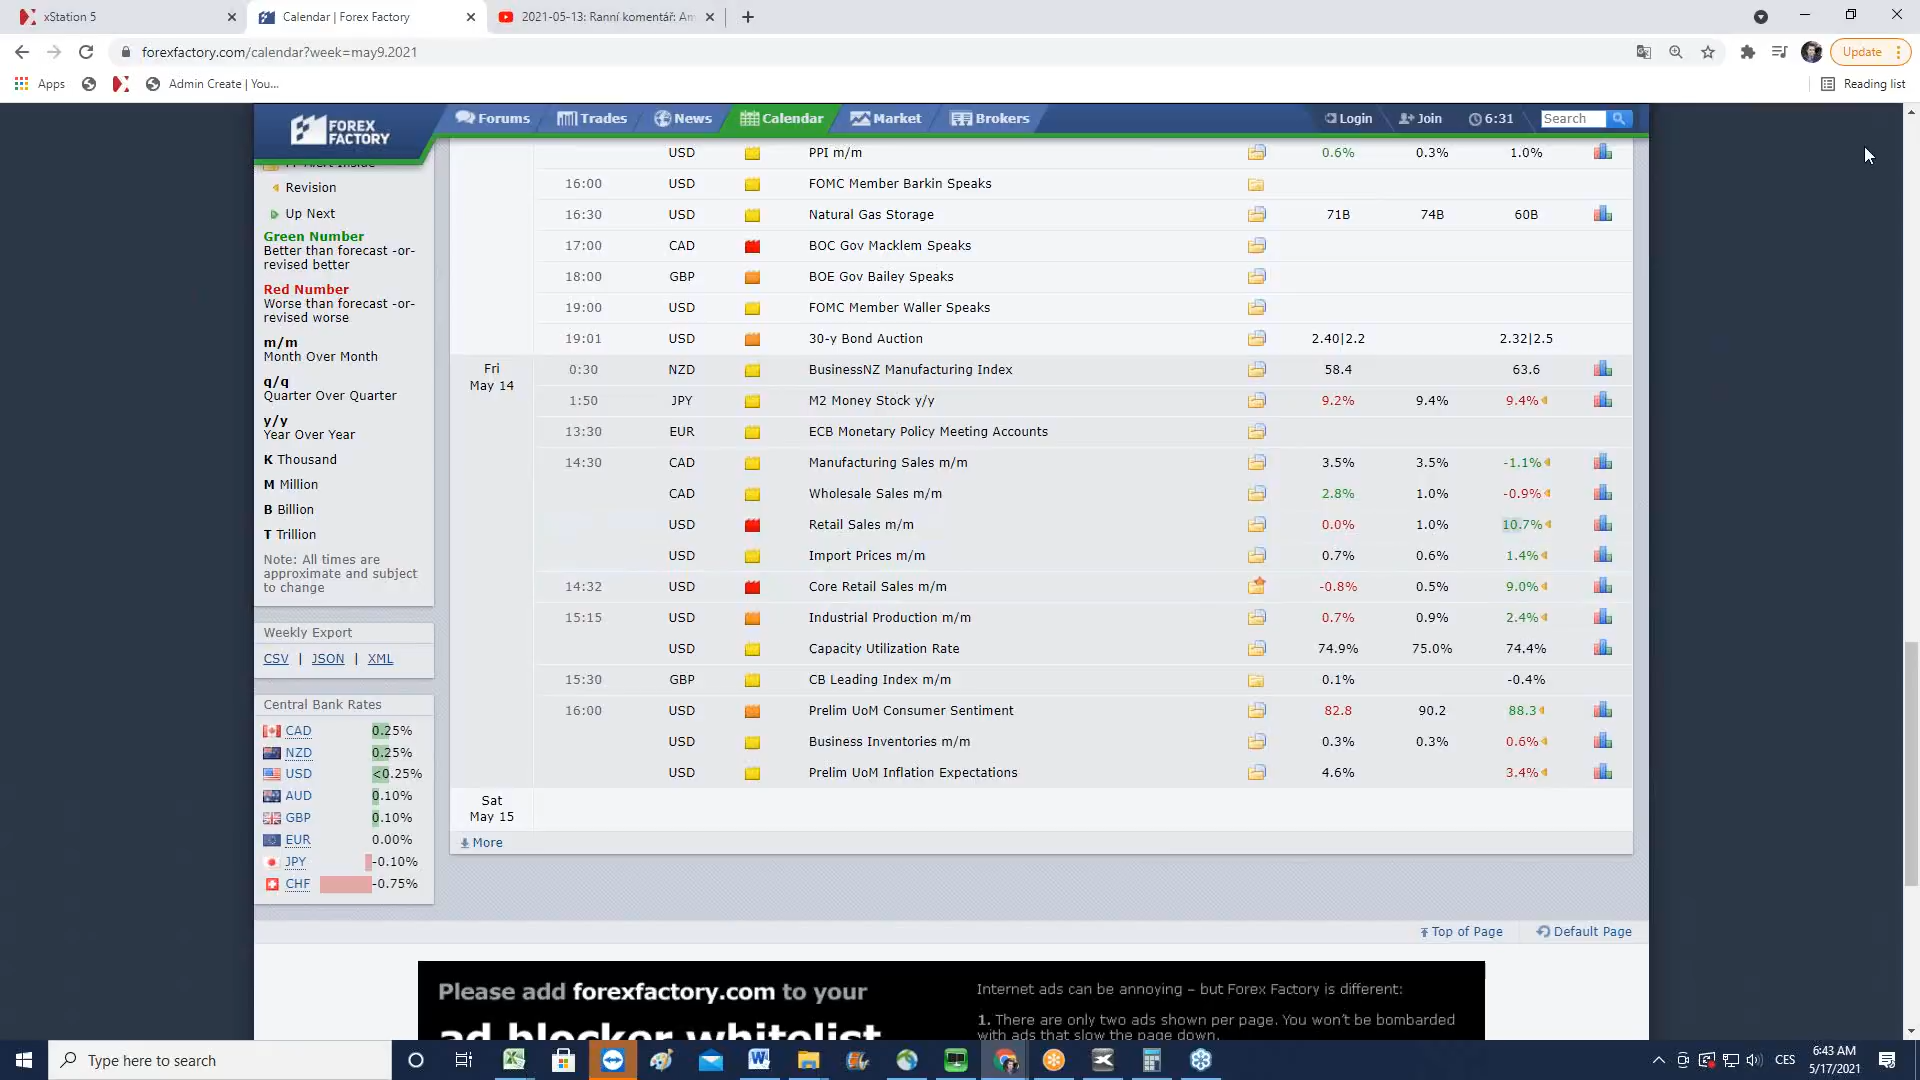 xStation 5
Calendar | Forex Factory
2021-05-13: Ranní komentář: Am
forexfactory.com/calendar?week=may9.2021
Update
Apps
Admin Create | You...
Reading list
FOREX
FACTORY
Forums
Trades
News
Calendar
Market
Brokers
Login
Join
6:31
Search
Revision
Up Next
Green Number
Better than forecast -or-
revised better
Red Number
Worse than forecast -or-
revised worse
m/m
Month Over Month
q/q
Quarter Over Quarter
y/y
Year Over Year
K Thousand
M Million
B Billion
T Trillion
Note: All times are
approximate and subject
to change
Weekly Export
CSV | JSON | XML
Central Bank Rates
CAD 0.25%
NZD 0.25%
USD <0.25%
AUD 0.10%
GBP 0.10%
EUR 0.00%
JPY -0.10%
CHF -0.75%
USD PPI m/m 0.6% 0.3% 1.0%
16:00 USD FOMC Member Barkin Speaks
16:30 USD Natural Gas Storage 71B 74B 60B
17:00 CAD BOC Gov Macklem Speaks
18:00 GBP BOE Gov Bailey Speaks
19:00 USD FOMC Member Waller Speaks
19:01 USD 30-y Bond Auction 2.40|2.2 2.32|2.5
Fri
May 14
0:30 NZD BusinessNZ Manufacturing Index 58.4 63.6
1:50 JPY M2 Money Stock y/y 9.2% 9.4% 9.4%
13:30 EUR ECB Monetary Policy Meeting Accounts
14:30 CAD Manufacturing Sales m/m 3.5% 3.5% -1.1%
CAD Wholesale Sales m/m 2.8% 1.0% -0.9%
USD Retail Sales m/m 0.0% 1.0% 10.7%
USD Import Prices m/m 0.7% 0.6% 1.4%
14:32 USD Core Retail Sales m/m -0.8% 0.5% 9.0%
15:15 USD Industrial Production m/m 0.7% 0.9% 2.4%
USD Capacity Utilization Rate 74.9% 75.0% 74.4%
15:30 GBP CB Leading Index m/m 0.1% -0.4%
16:00 USD Prelim UoM Consumer Sentiment 82.8 90.2 88.3
USD Business Inventories m/m 0.3% 0.3% 0.6%
USD Prelim UoM Inflation Expectations 4.6% 3.4%
Sat
May 15
More
Top of Page
Default Page
Please add forexfactory.com to your
ad blocker whitelist
Internet ads can be annoying – but Forex Factory is different:
1. There are only two ads shown per page. You won't be bombarded
with ads that slow the page down.
Type here to search
CES
6:43 AM
5/17/2021